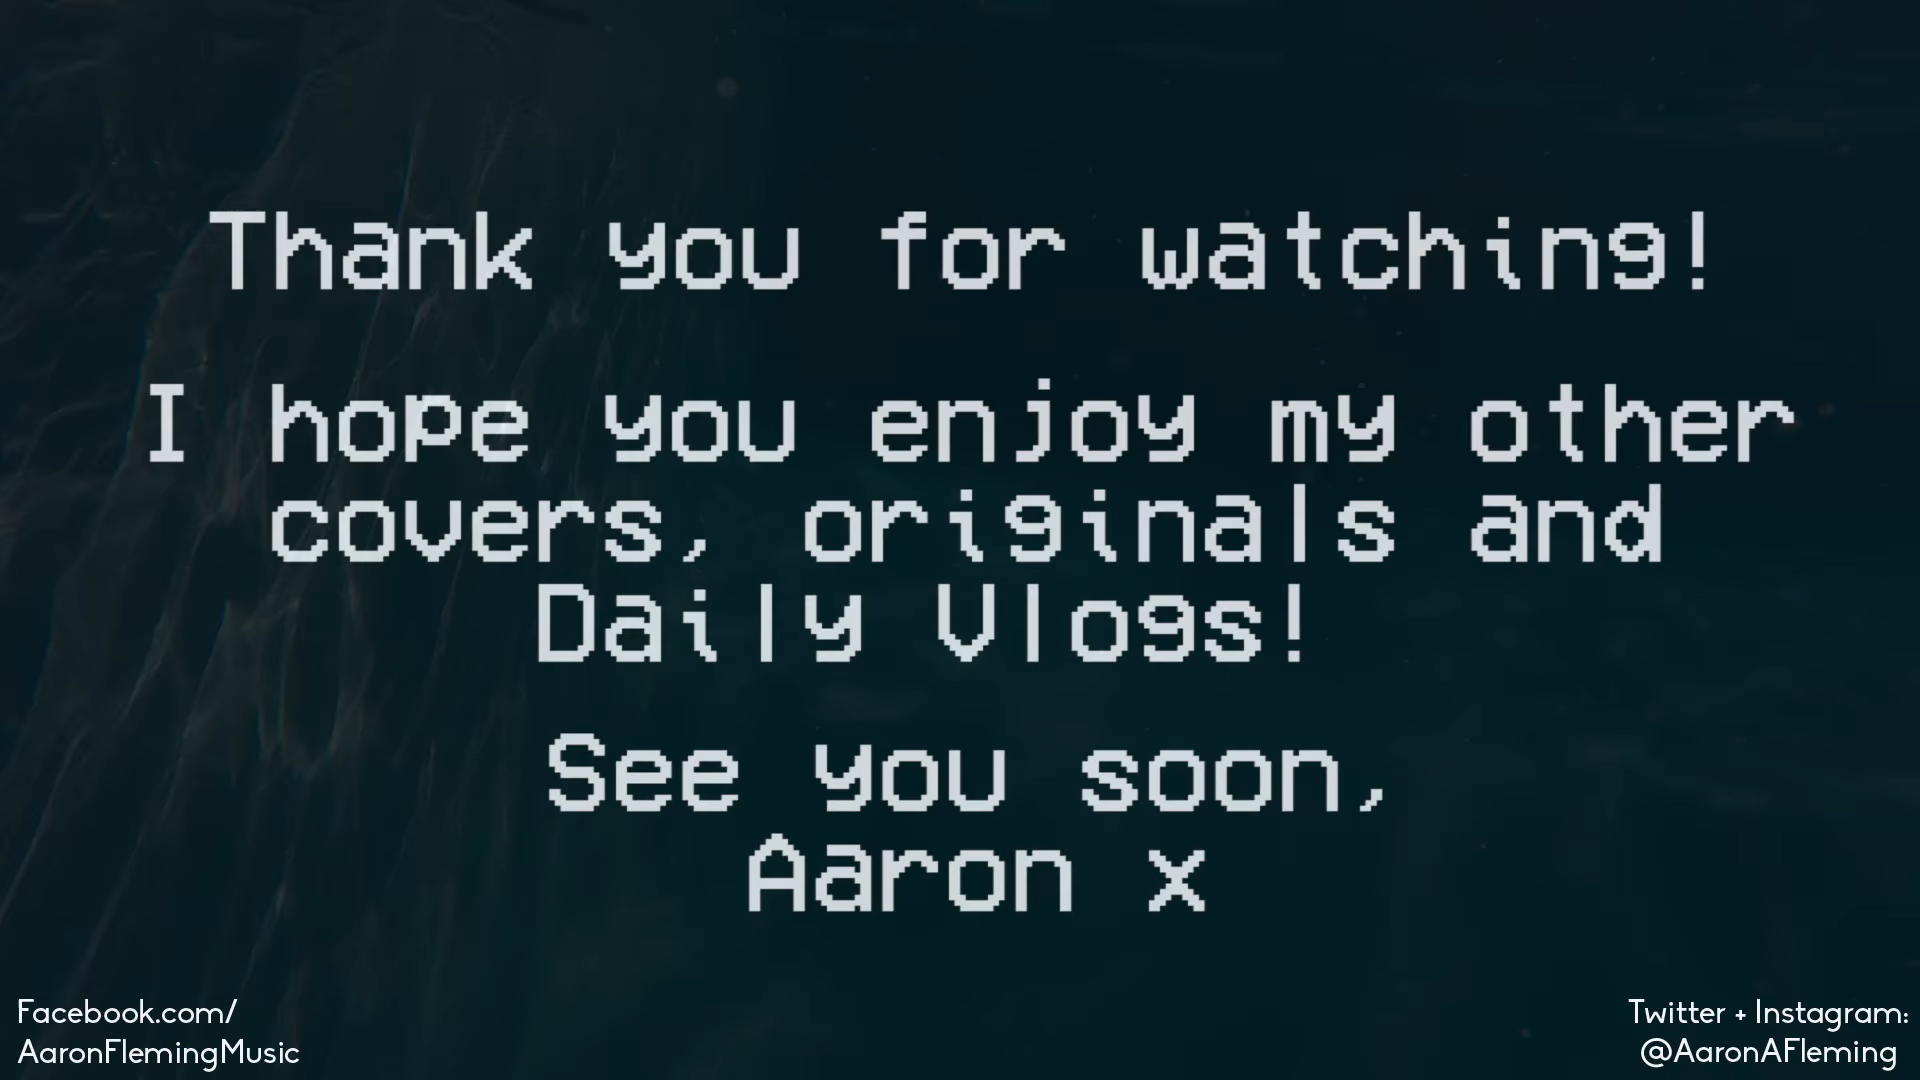 Thank you for watching!
I hope you enjoy my other
covers, originals and
Daily Vlogs!
See you soon,
Aaron x
Facebook.com/
AaronFlemingMusic
Twitter + Instagram:
@AaronAFleming